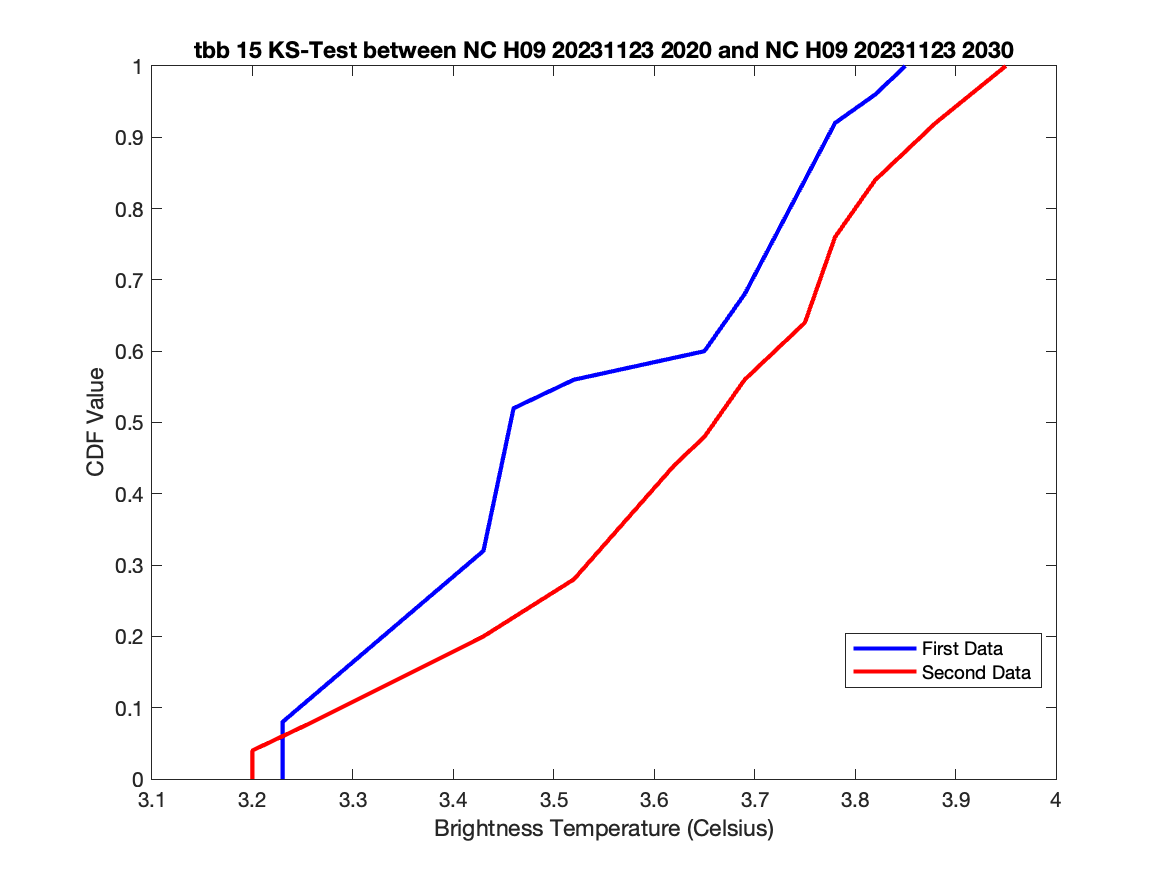 tbb 15 KS-Test between NC H09 20231123 2020 and NC H09 20231123 2030
1
0.9
0.8
0.7
0.6
0.5
0.4
0.3
0.2
0.1
0
CDF Value
First Data
Second Data
3.1 3.2 3.3 3.4 3.5 3.6 3.7 3.8 3.9 4
Brightness Temperature (Celsius)